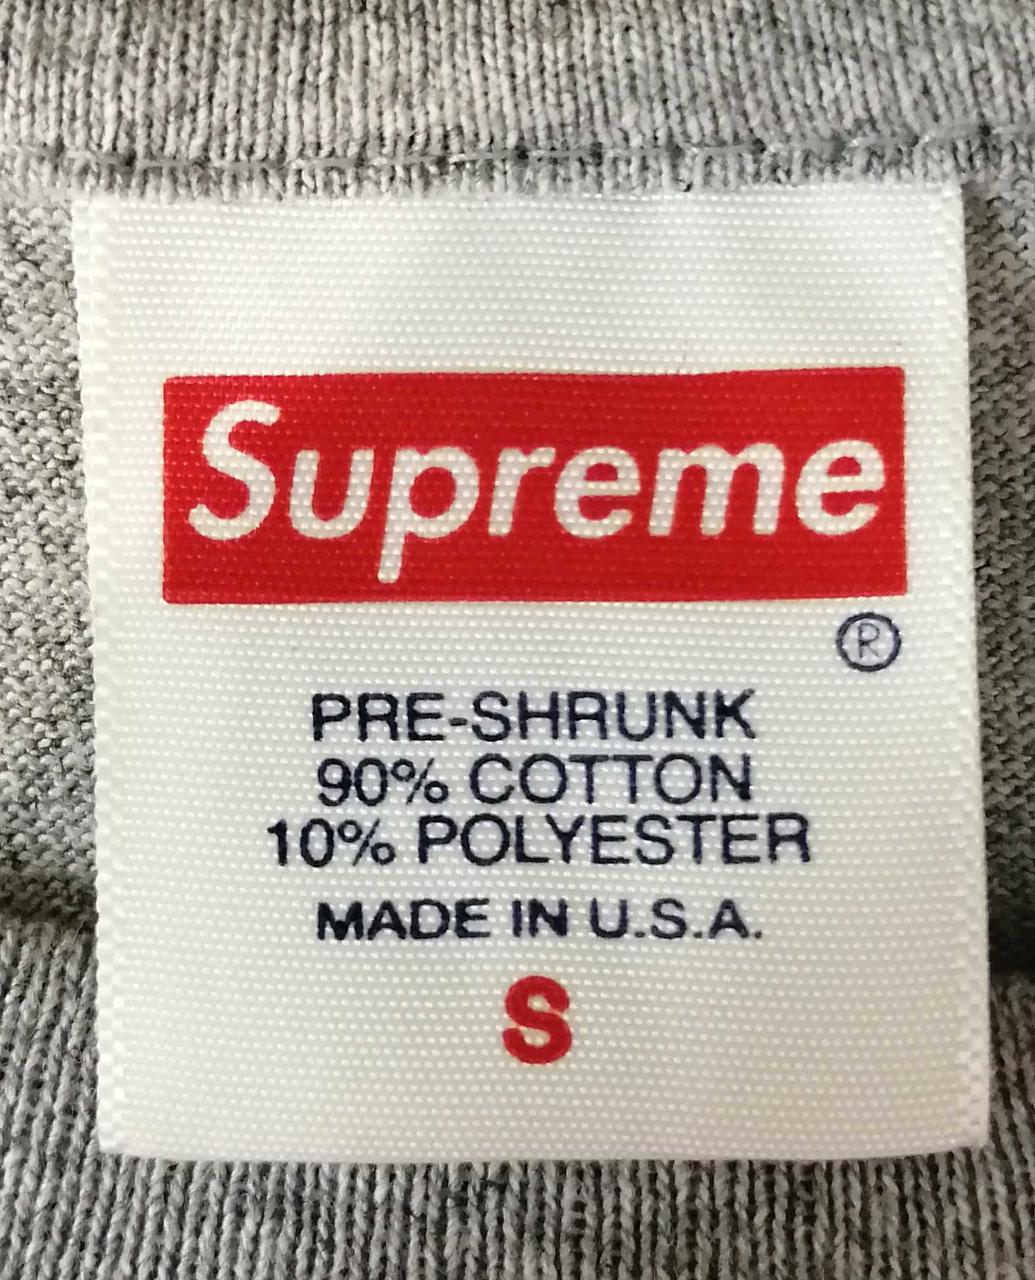 Supreme
®
PRE-SHRUNK
90% COTTON
10% POLYESTER
MADE IN U.S.A.
S